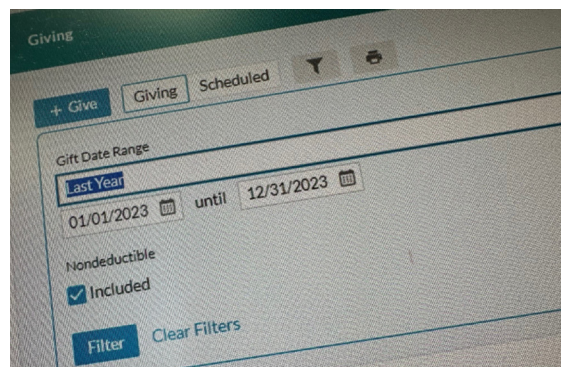 Giving
+ Give Giving Scheduled
Gift Date Range
Last Year
01/01/2023 until 12/31/2023
Nondeductible
Included
Filter Clear Filters